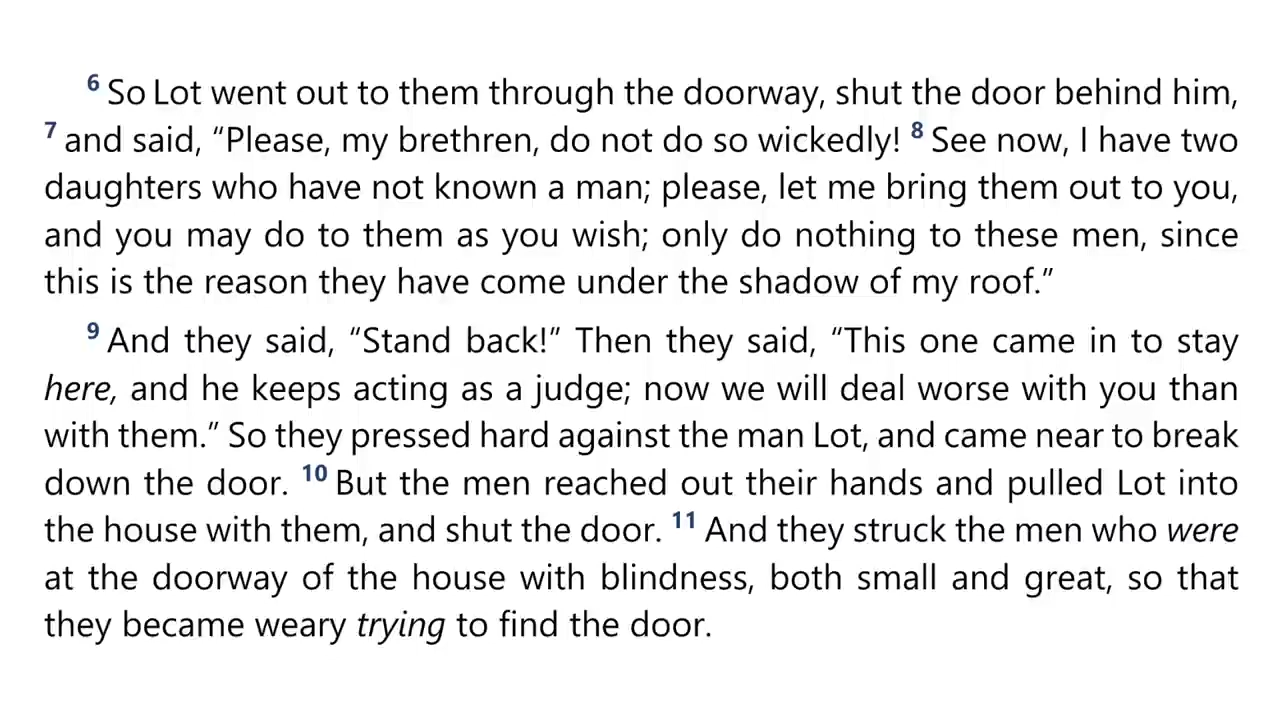 6 So Lot went out to them through the doorway, shut the door behind him,
7 and said, “Please, my brethren, do not do so wickedly! 8 See now, I have two
daughters who have not known a man; please, let me bring them out to you,
and you may do to them as you wish; only do nothing to these men, since
this is the reason they have come under the shadow of my roof.”
9 And they said, “Stand back!” Then they said, “This one came in to stay
here, and he keeps acting as a judge; now we will deal worse with you than
with them.” So they pressed hard against the man Lot, and came near to break
down the door. 10 But the men reached out their hands and pulled Lot into
the house with them, and shut the door. 11 And they struck the men who were
at the doorway of the house with blindness, both small and great, so that
they became weary trying to find the door.